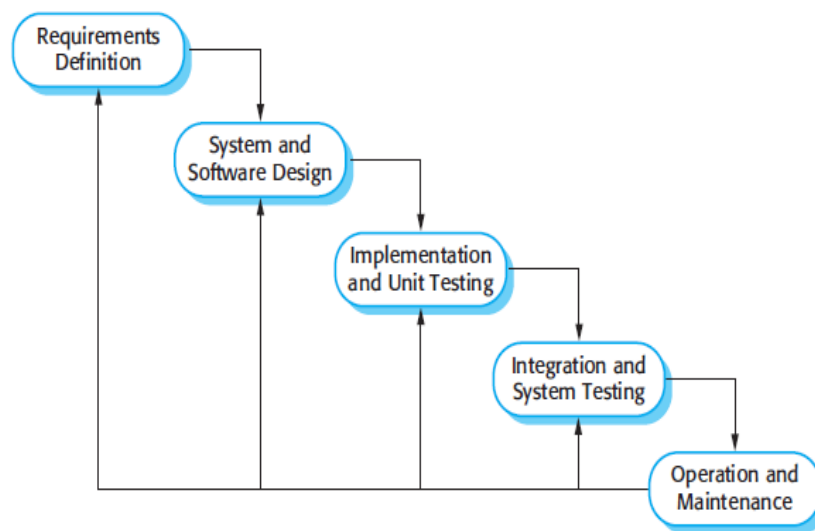 Requirements
Definition
System and
Software Design
Implementation
and Unit Testing
Integration and
System Testing
Operation and
Maintenance